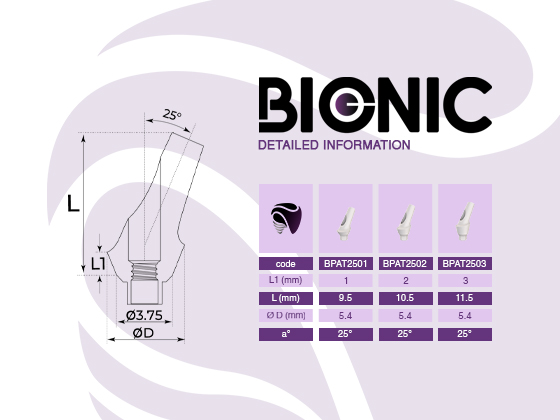 BIONIC
DETAILED INFORMATION
25°
L
L1
Ø3.75
ØD
code BPAT2501 BPAT2502 BPAT2503
L1 (mm) 1 2 3
L (mm) 9.5 10.5 11.5
Ø D (mm) 5.4 5.4 5.4
a° 25° 25° 25°